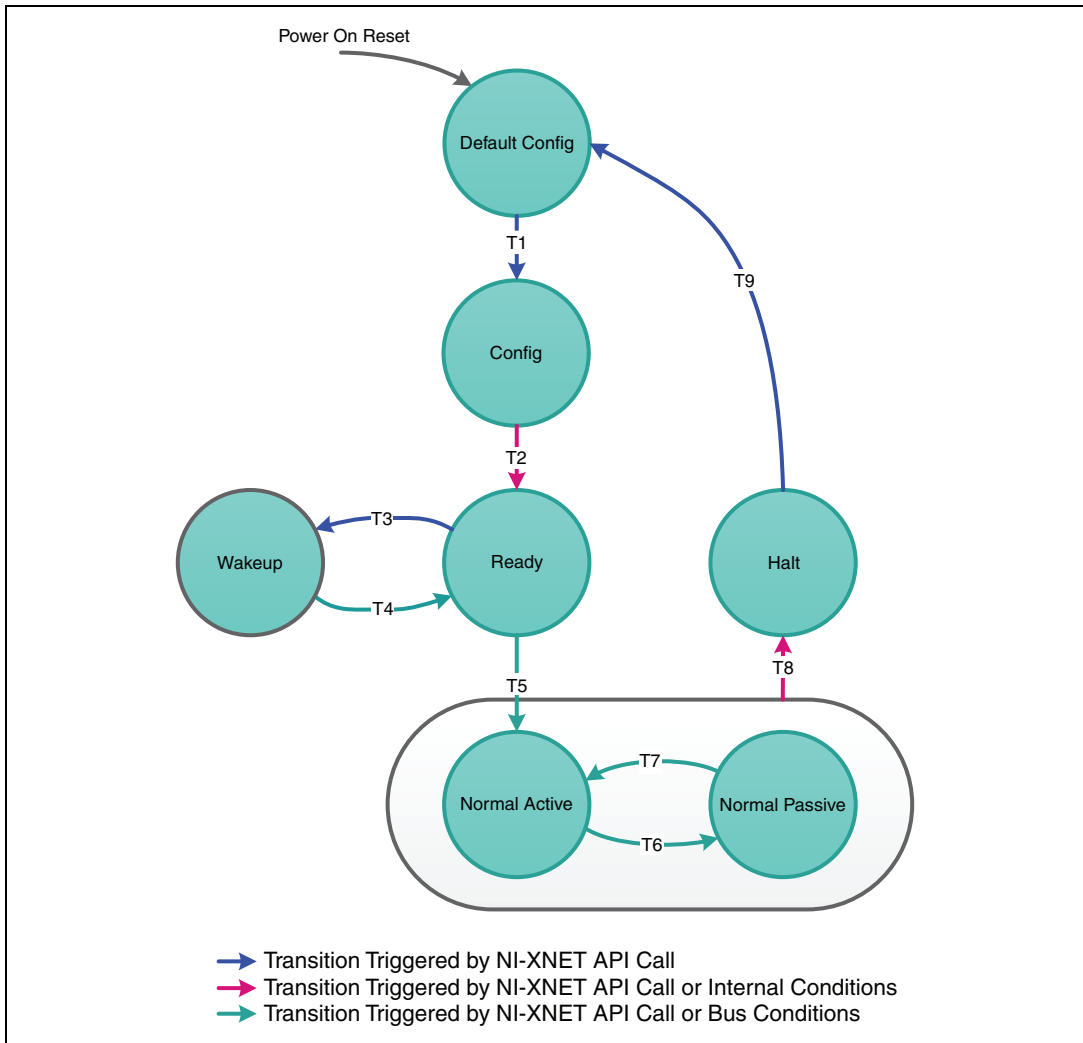 Power On Reset
Default Config
T1
T9
Config
T2
T3
Wakeup
Ready
Halt
T4
T8
T5
T7
Normal Active
Normal Passive
T6
Transition Triggered by NI-XNET API Call
Transition Triggered by NI-XNET API Call or Internal Conditions
Transition Triggered by NI-XNET API Call or Bus Conditions